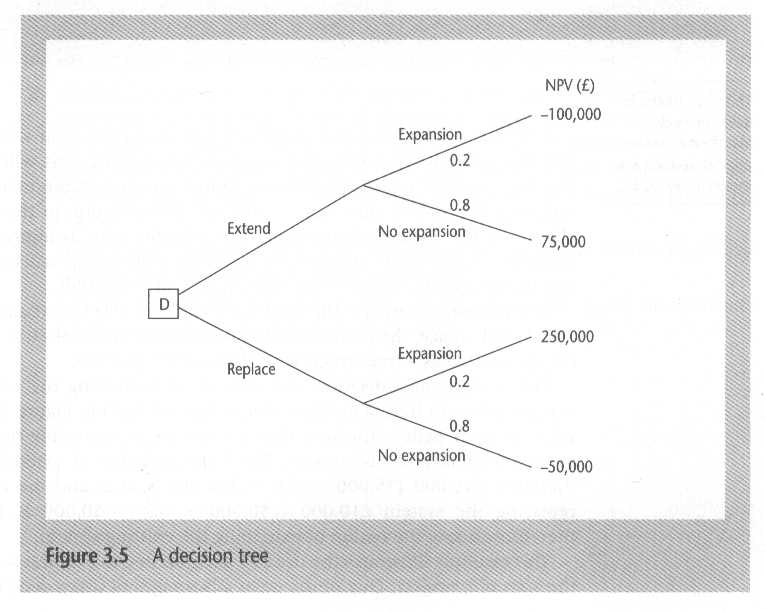 NPV (£)
–100,000
Expansion
0.2
0.8
No expansion
75,000
Extend
D
Replace
250,000
Expansion
0.2
0.8
No expansion
–50,000
Figure 3.5 A decision tree